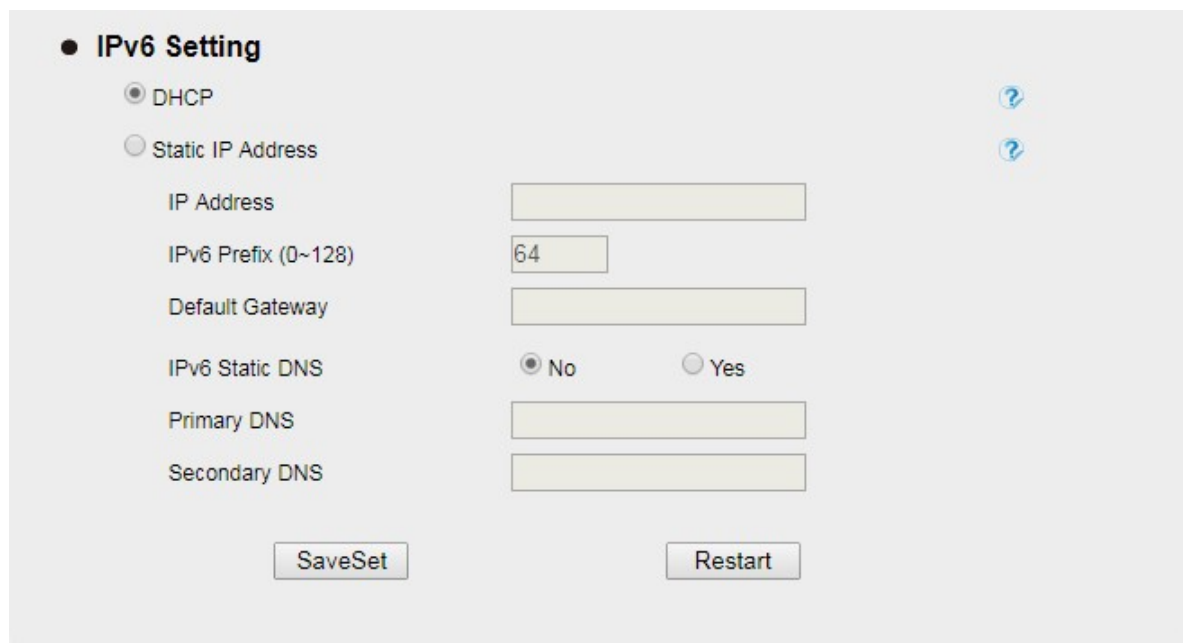 IPv6 Setting
DHCP
Static IP Address
IP Address
IPv6 Prefix (0~128) 64
Default Gateway
IPv6 Static DNS No Yes
Primary DNS
Secondary DNS
SaveSet Restart